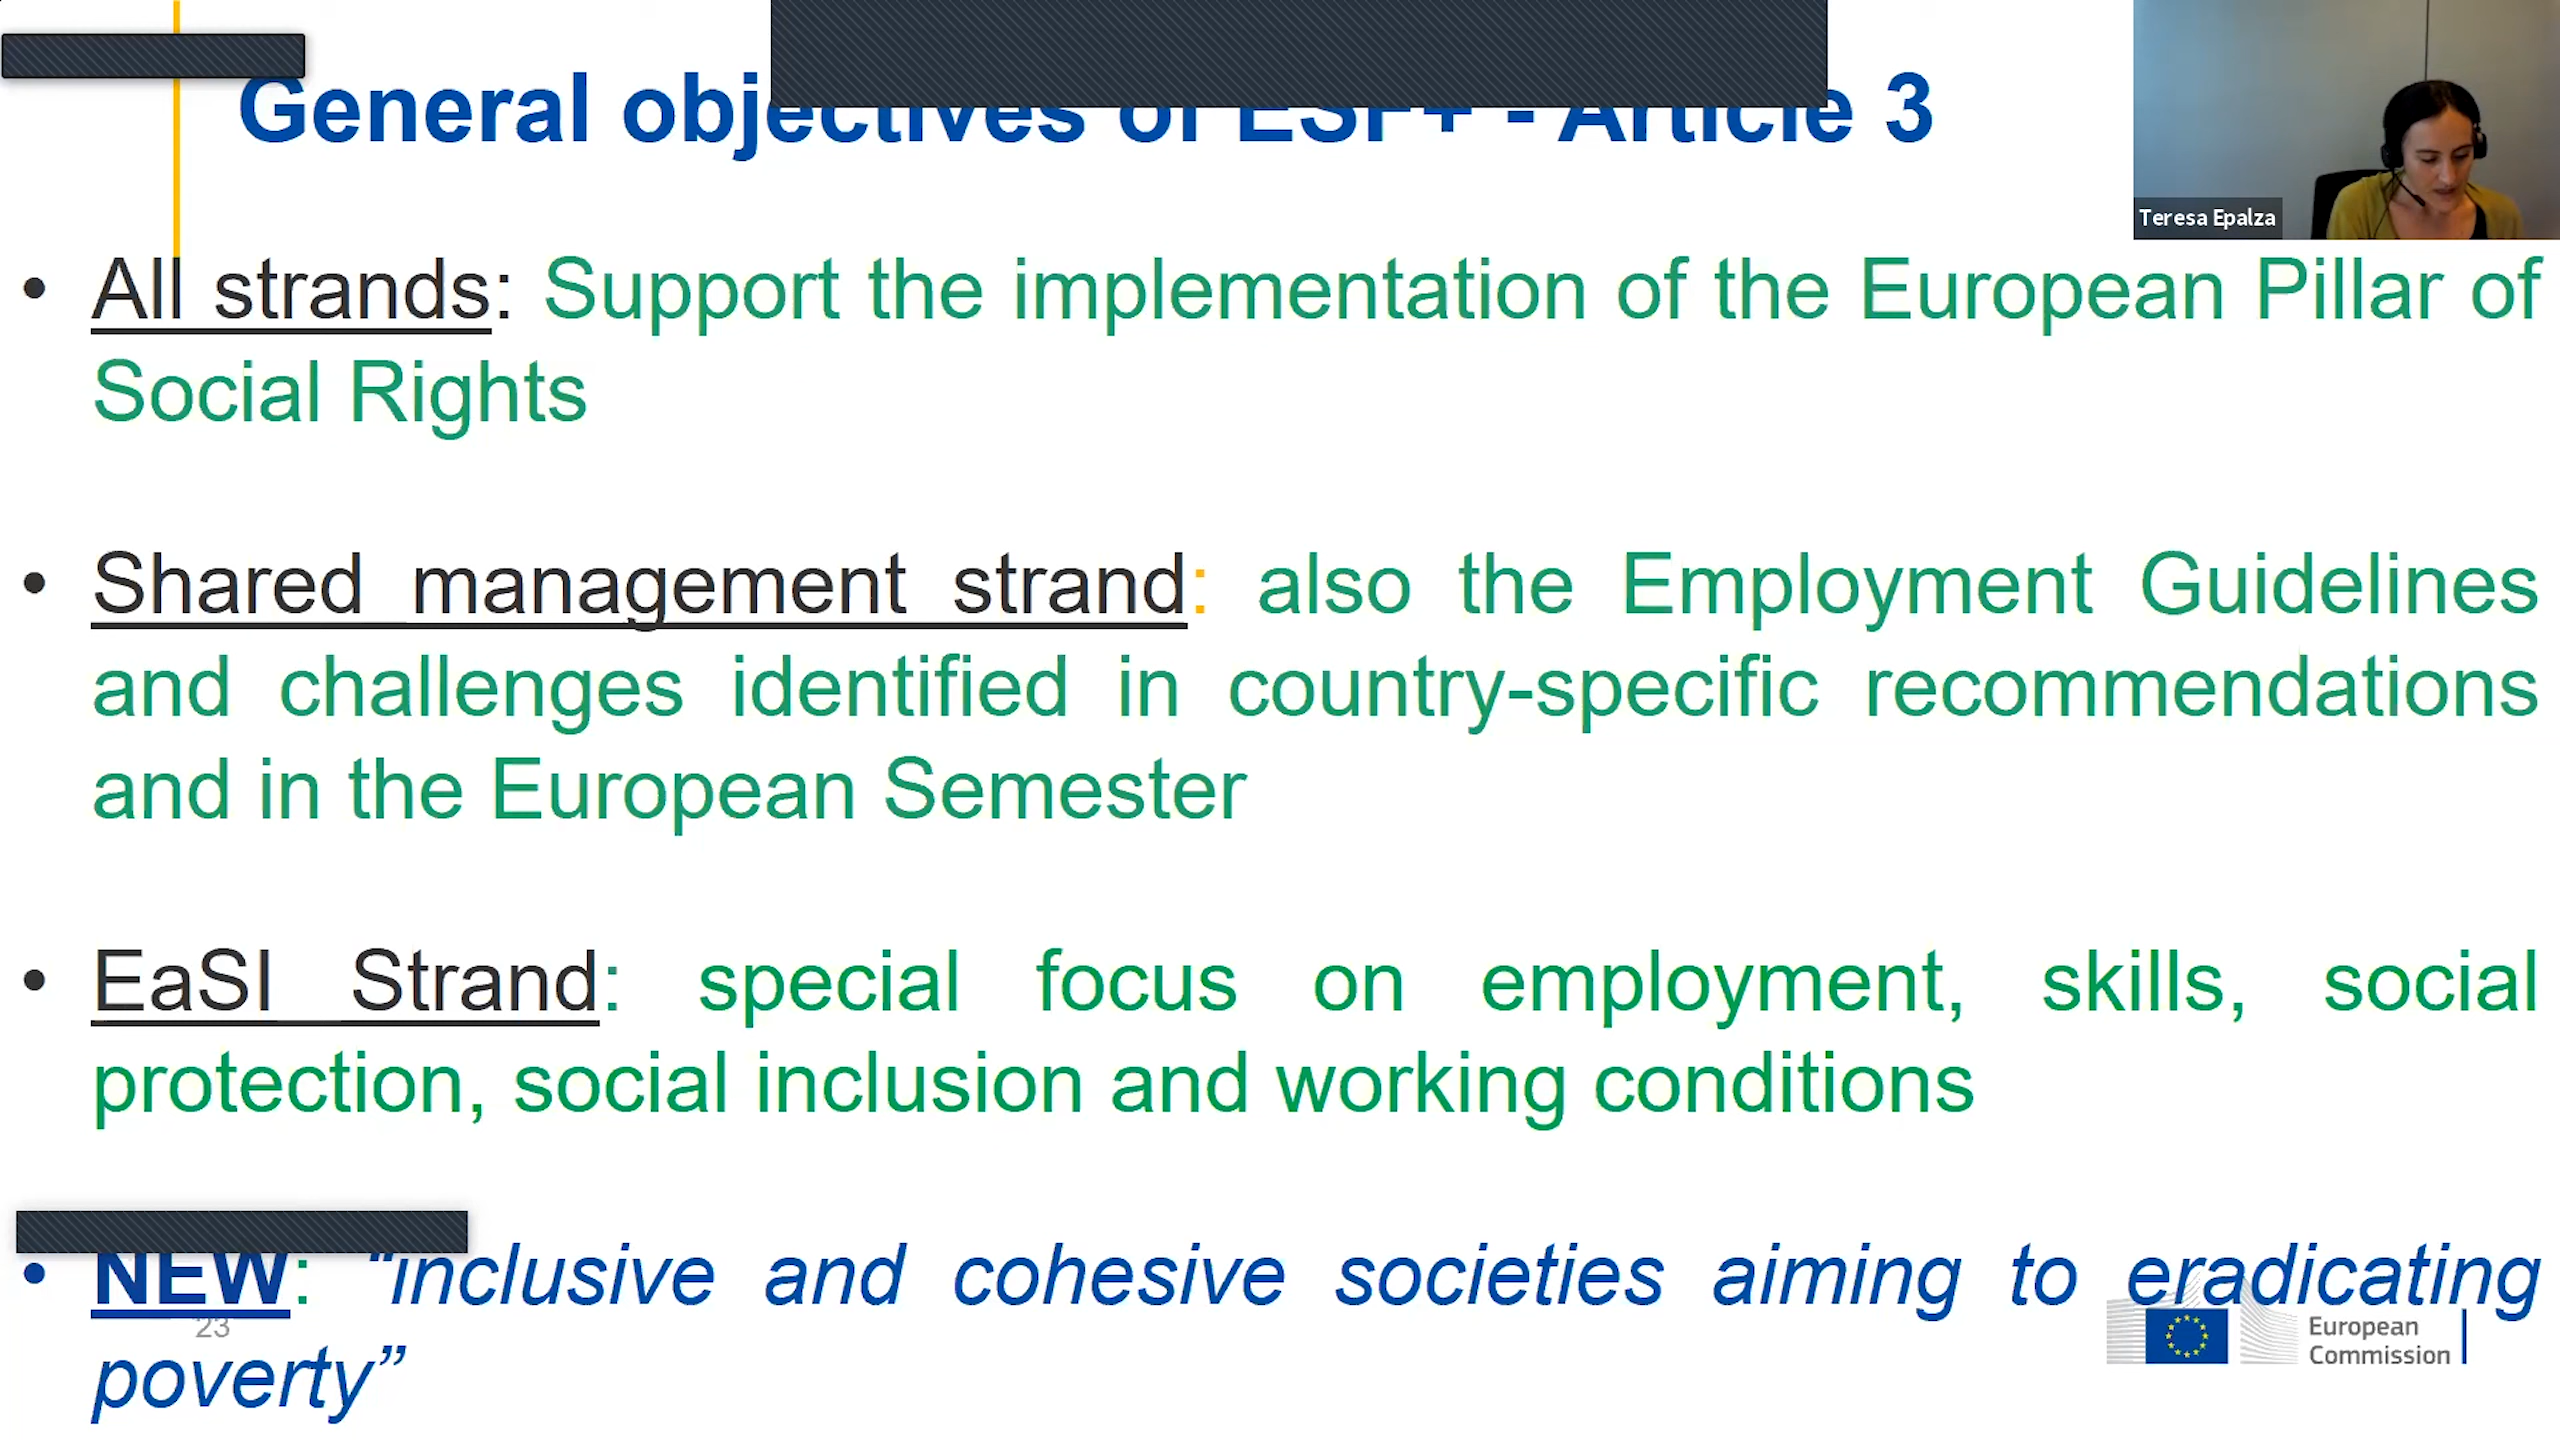 General objectives of ESF+ - Article 3
Teresa Epalza
• All strands: Support the implementation of the European Pillar of
Social Rights
• Shared management strand: also the Employment Guidelines
and challenges identified in country-specific recommendations
and in the European Semester
• EaSI Strand: special focus on employment, skills, social
protection, social inclusion and working conditions
• NEW: “inclusive and cohesive societies aiming to eradicating
poverty”
23
European
Commission